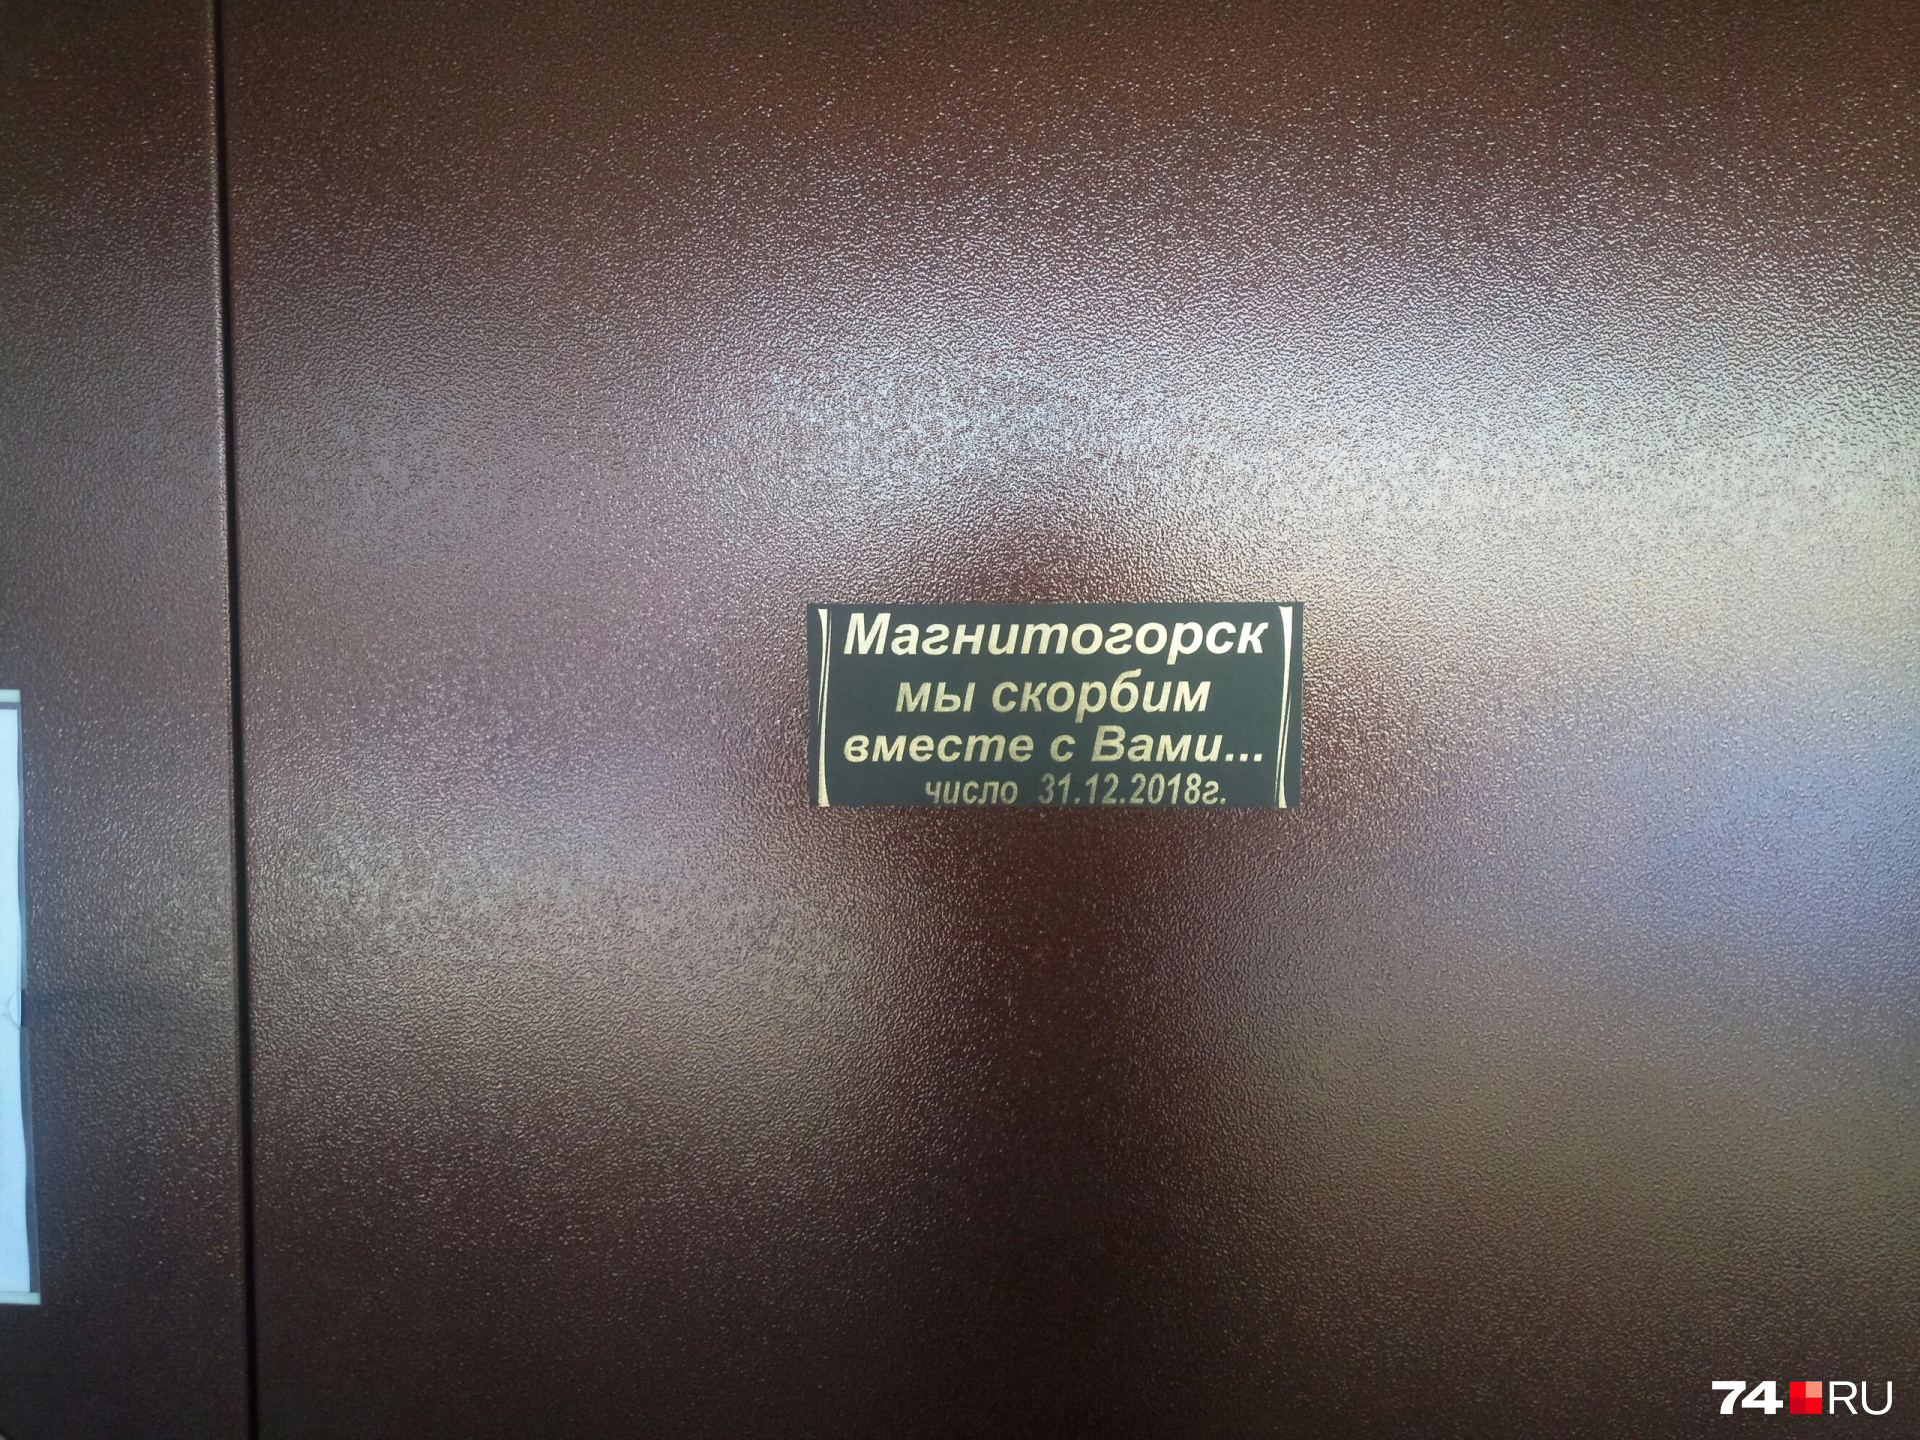 Магнитогорск
мы скорбим
вместе с Вами...
число 31.12.2018г.
74 RU